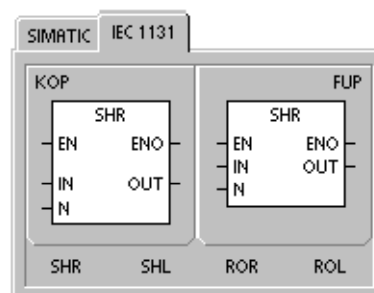 SIMATIC IEC 1131
KOP FUP
SHR SHR
EN ENO EN ENO
IN OUT IN OUT
N N
SHR SHL ROR ROL